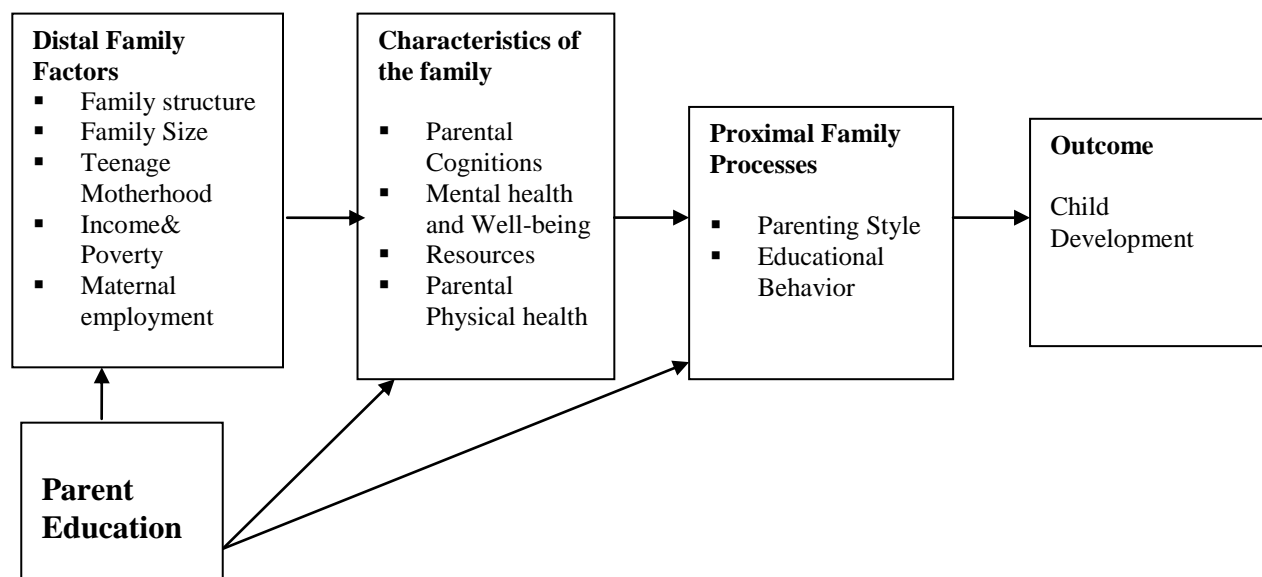 Distal Family
Factors
▪ Family structure
▪ Family Size
▪ Teenage
Motherhood
▪ Income&
Poverty
▪ Maternal
employment
Characteristics of
the family
▪ Parental
Cognitions
▪ Mental health
and Well-being
▪ Resources
▪ Parental
Physical health
Proximal Family
Processes
▪ Parenting Style
▪ Educational
Behavior
Outcome
Child
Development
Parent
Education